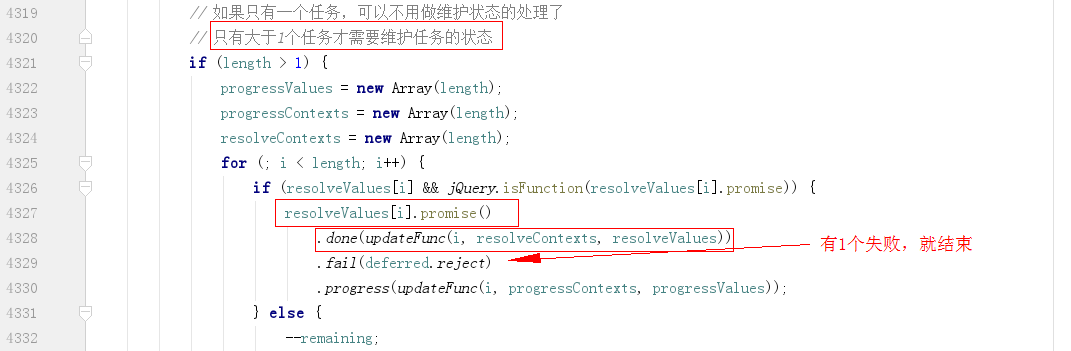 4319 // 如果只有一个任务，可以不用做维护状态的处理了
4320 // 只有大于1个任务才需要维护任务的状态
4321 if (length > 1) {
4322 progressValues = new Array(length);
4323 progressContexts = new Array(length);
4324 resolveContexts = new Array(length);
4325 for (; i < length; i++) {
4326 if (resolveValues[i] && jQuery.isFunction(resolveValues[i].promise)) {
4327 resolveValues[i].promise()
4328 .done(updateFunc(i, resolveContexts, resolveValues))
有1个失败，就结束
4329 .fail(deferred.reject)
4330 .progress(updateFunc(i, progressContexts, progressValues));
4331 } else {
4332 --remaining;